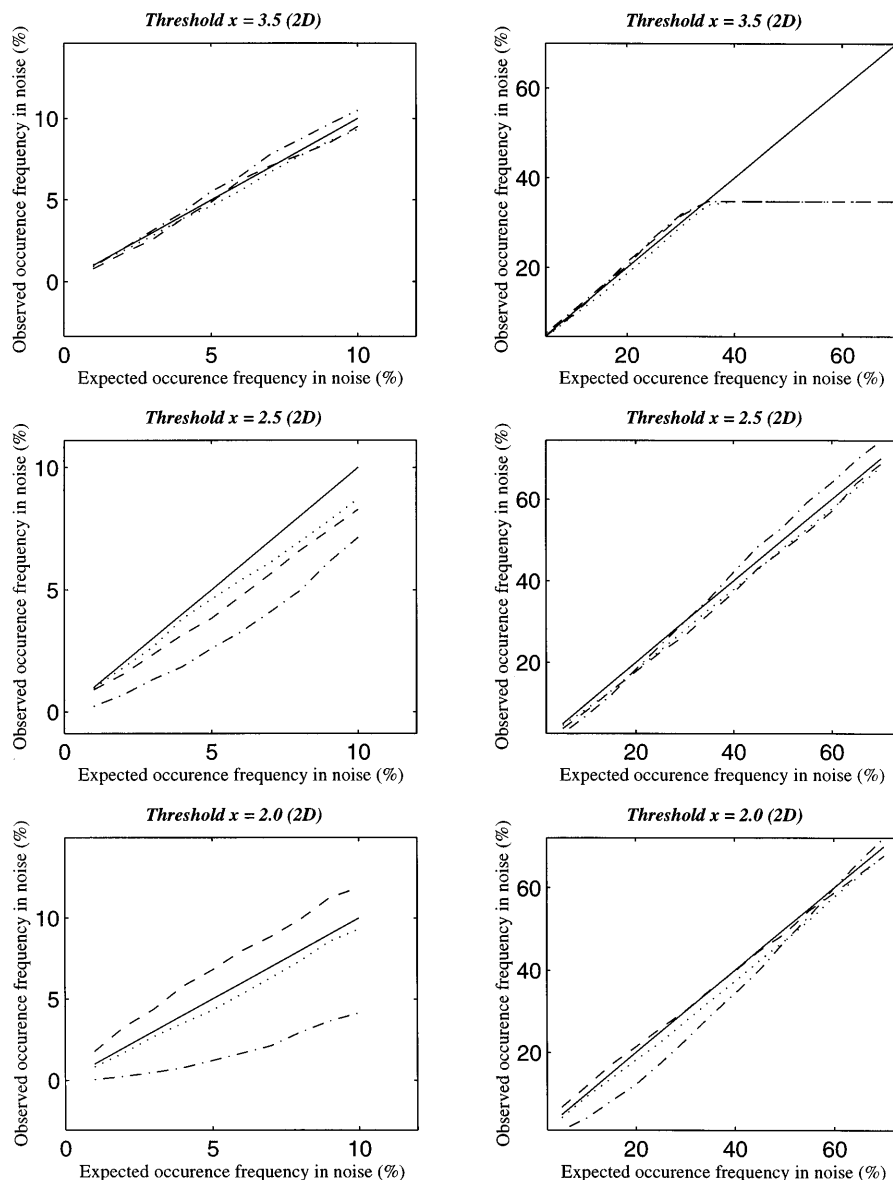 Threshold x = 3.5 (2D)
Observed occurence frequency in noise (%)
10
5
0
0
5
10
Expected occurence frequency in noise (%)
Threshold x = 3.5 (2D)
Observed occurence frequency in noise (%)
60
40
20
20
40
60
Expected occurence frequency in noise (%)
Threshold x = 2.5 (2D)
Observed occurence frequency in noise (%)
10
5
0
0
5
10
Expected occurence frequency in noise (%)
Threshold x = 2.5 (2D)
Observed occurence frequency in noise (%)
60
40
20
20
40
60
Expected occurence frequency in noise (%)
Threshold x = 2.0 (2D)
Observed occurence frequency in noise (%)
10
5
0
0
5
10
Expected occurence frequency in noise (%)
Threshold x = 2.0 (2D)
Observed occurence frequency in noise (%)
60
40
20
20
40
60
Expected occurence frequency in noise (%)